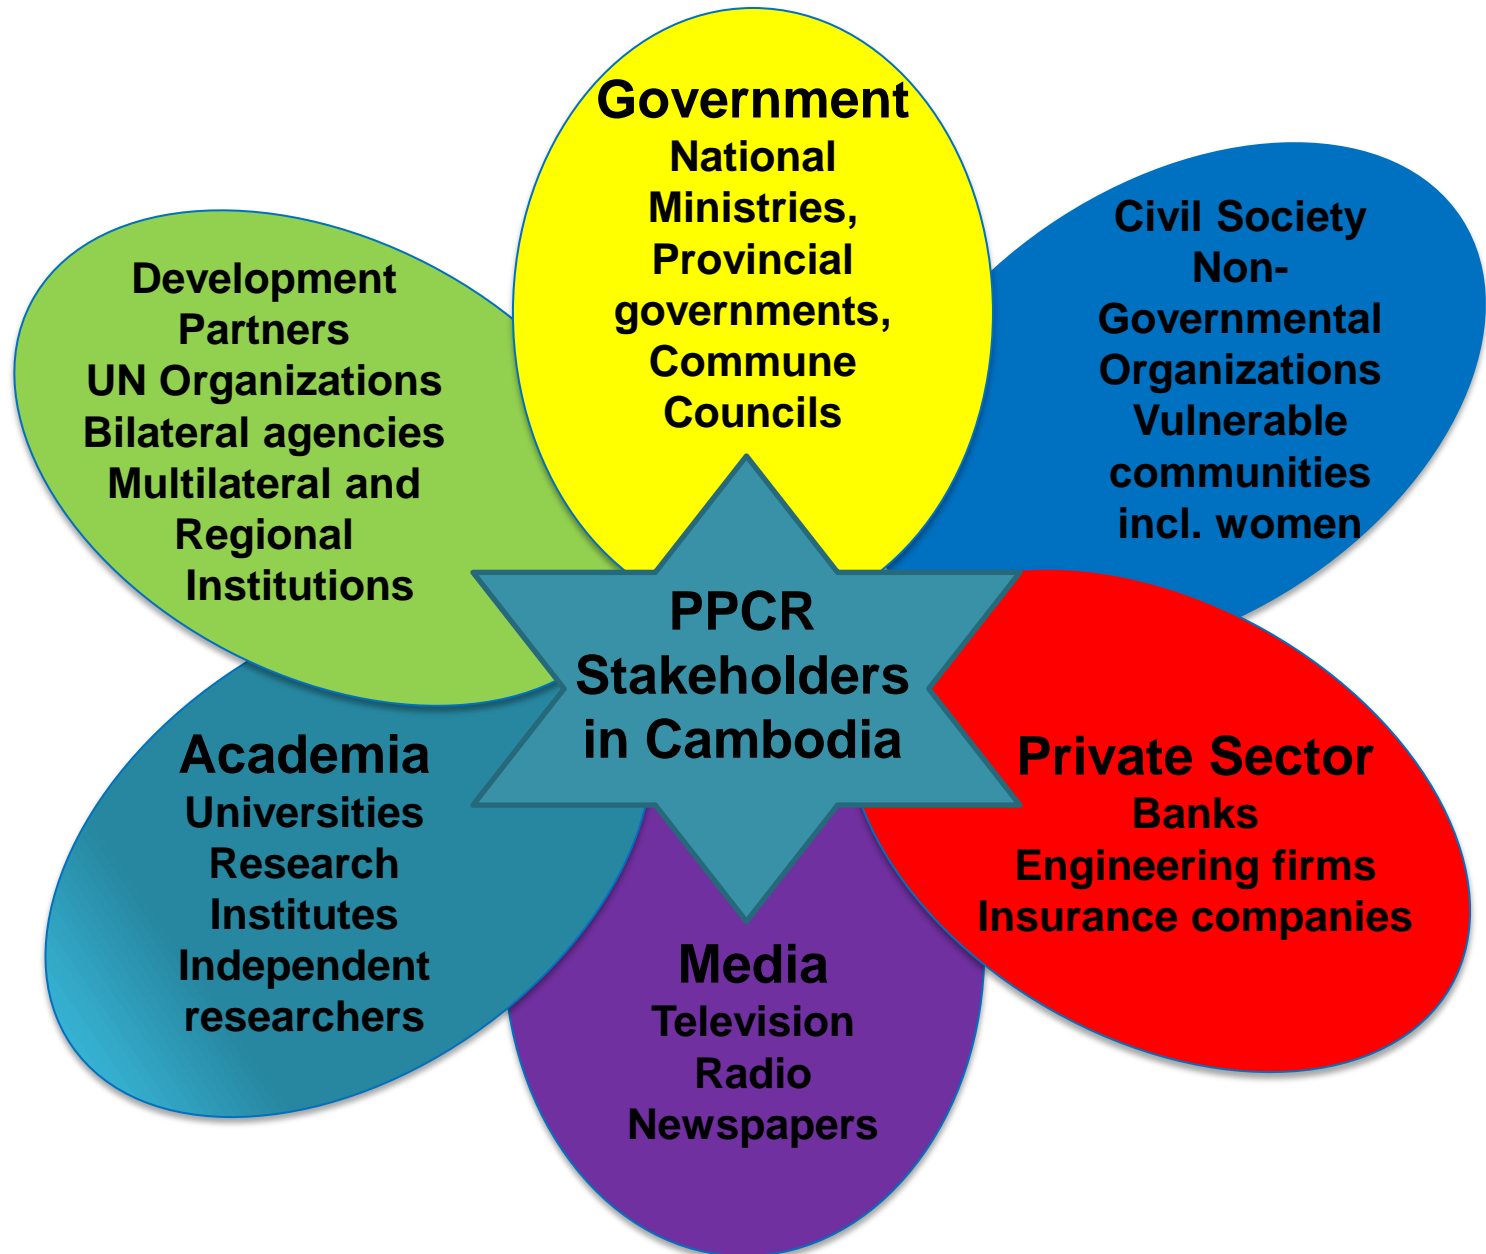 Government
National
Ministries,
Provincial
governments,
Commune
Councils
Civil Society
Non-
Governmental
Organizations
Vulnerable
communities
incl. women
Development
Partners
UN Organizations
Bilateral agencies
Multilateral and
Regional
Institutions
PPCR
Stakeholders
in Cambodia
Academia
Universities
Research
Institutes
Independent
researchers
Private Sector
Banks
Engineering firms
Insurance companies
Media
Television
Radio
Newspapers